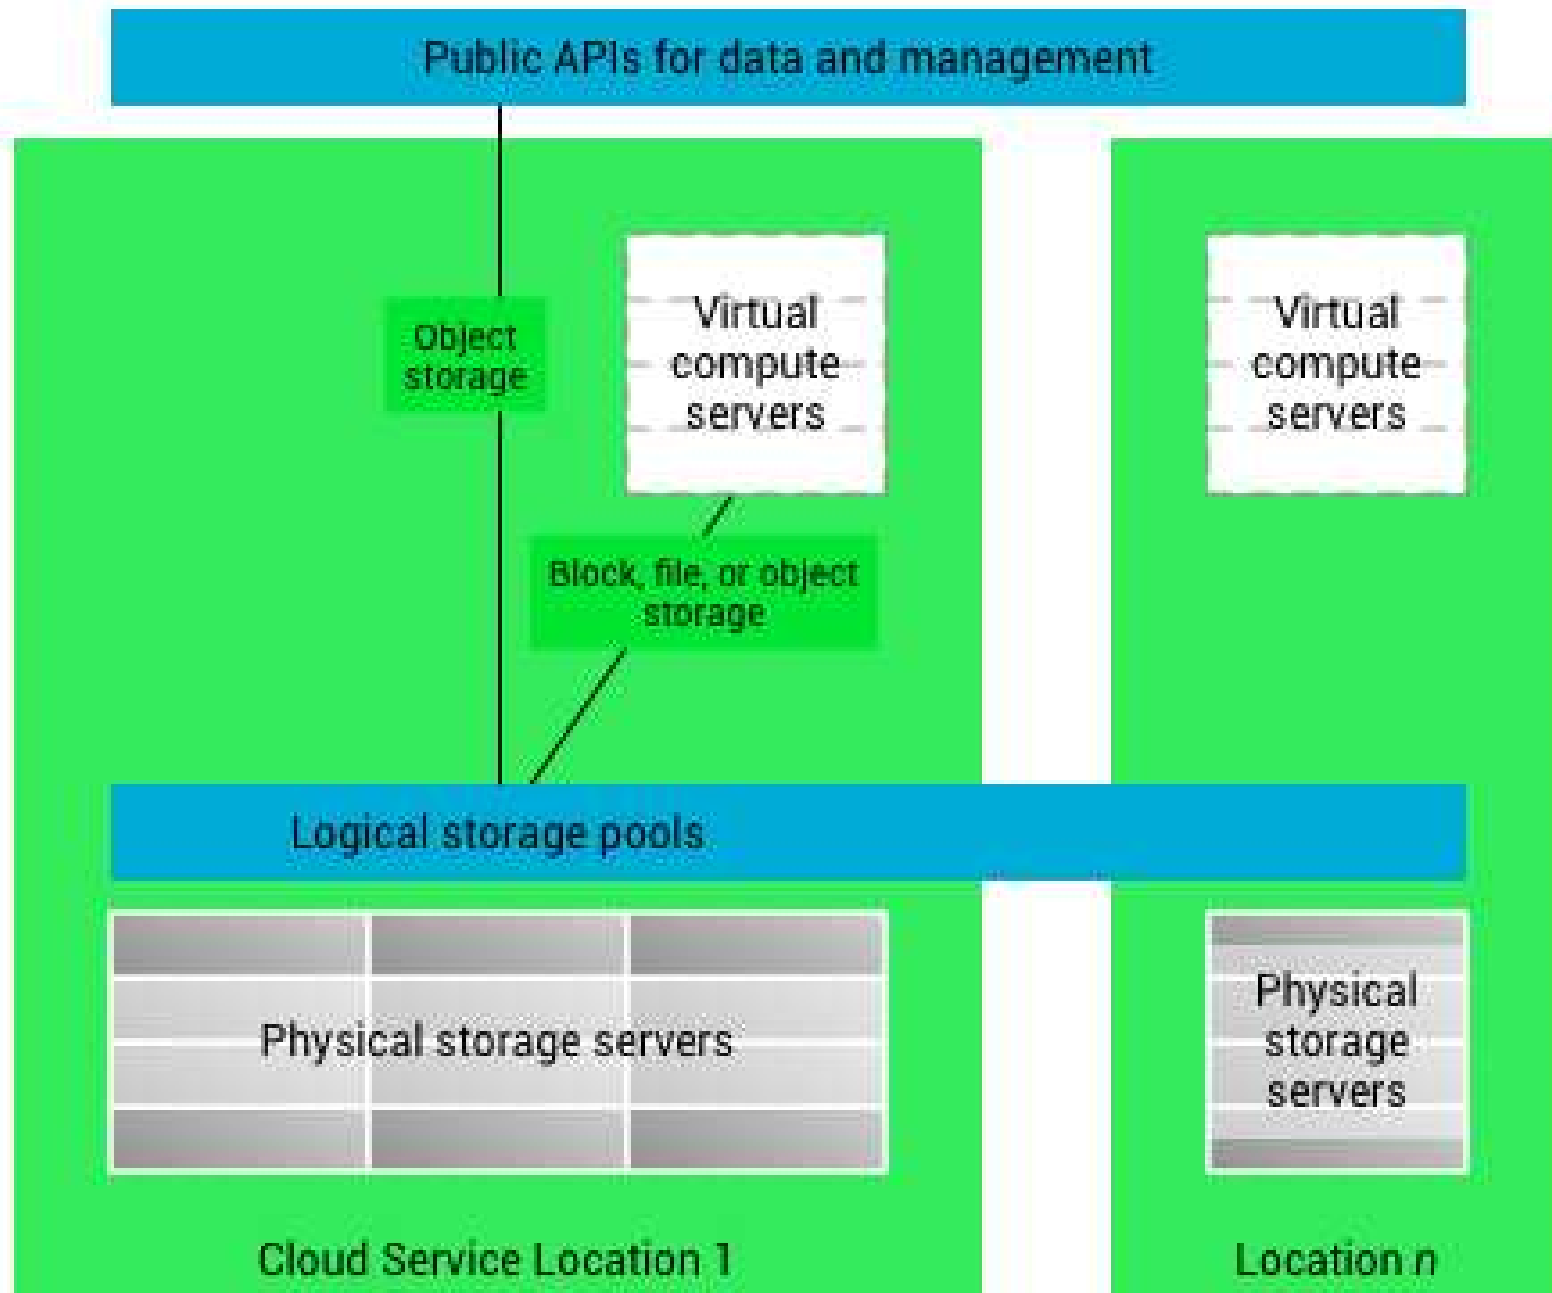 Public APIs for data and management
Object
storage
Virtual
compute
servers
Virtual
compute
servers
Block, file, or object
storage
Logical storage pools
Physical storage servers
Physical
storage
servers
Cloud Service Location 1
Location n